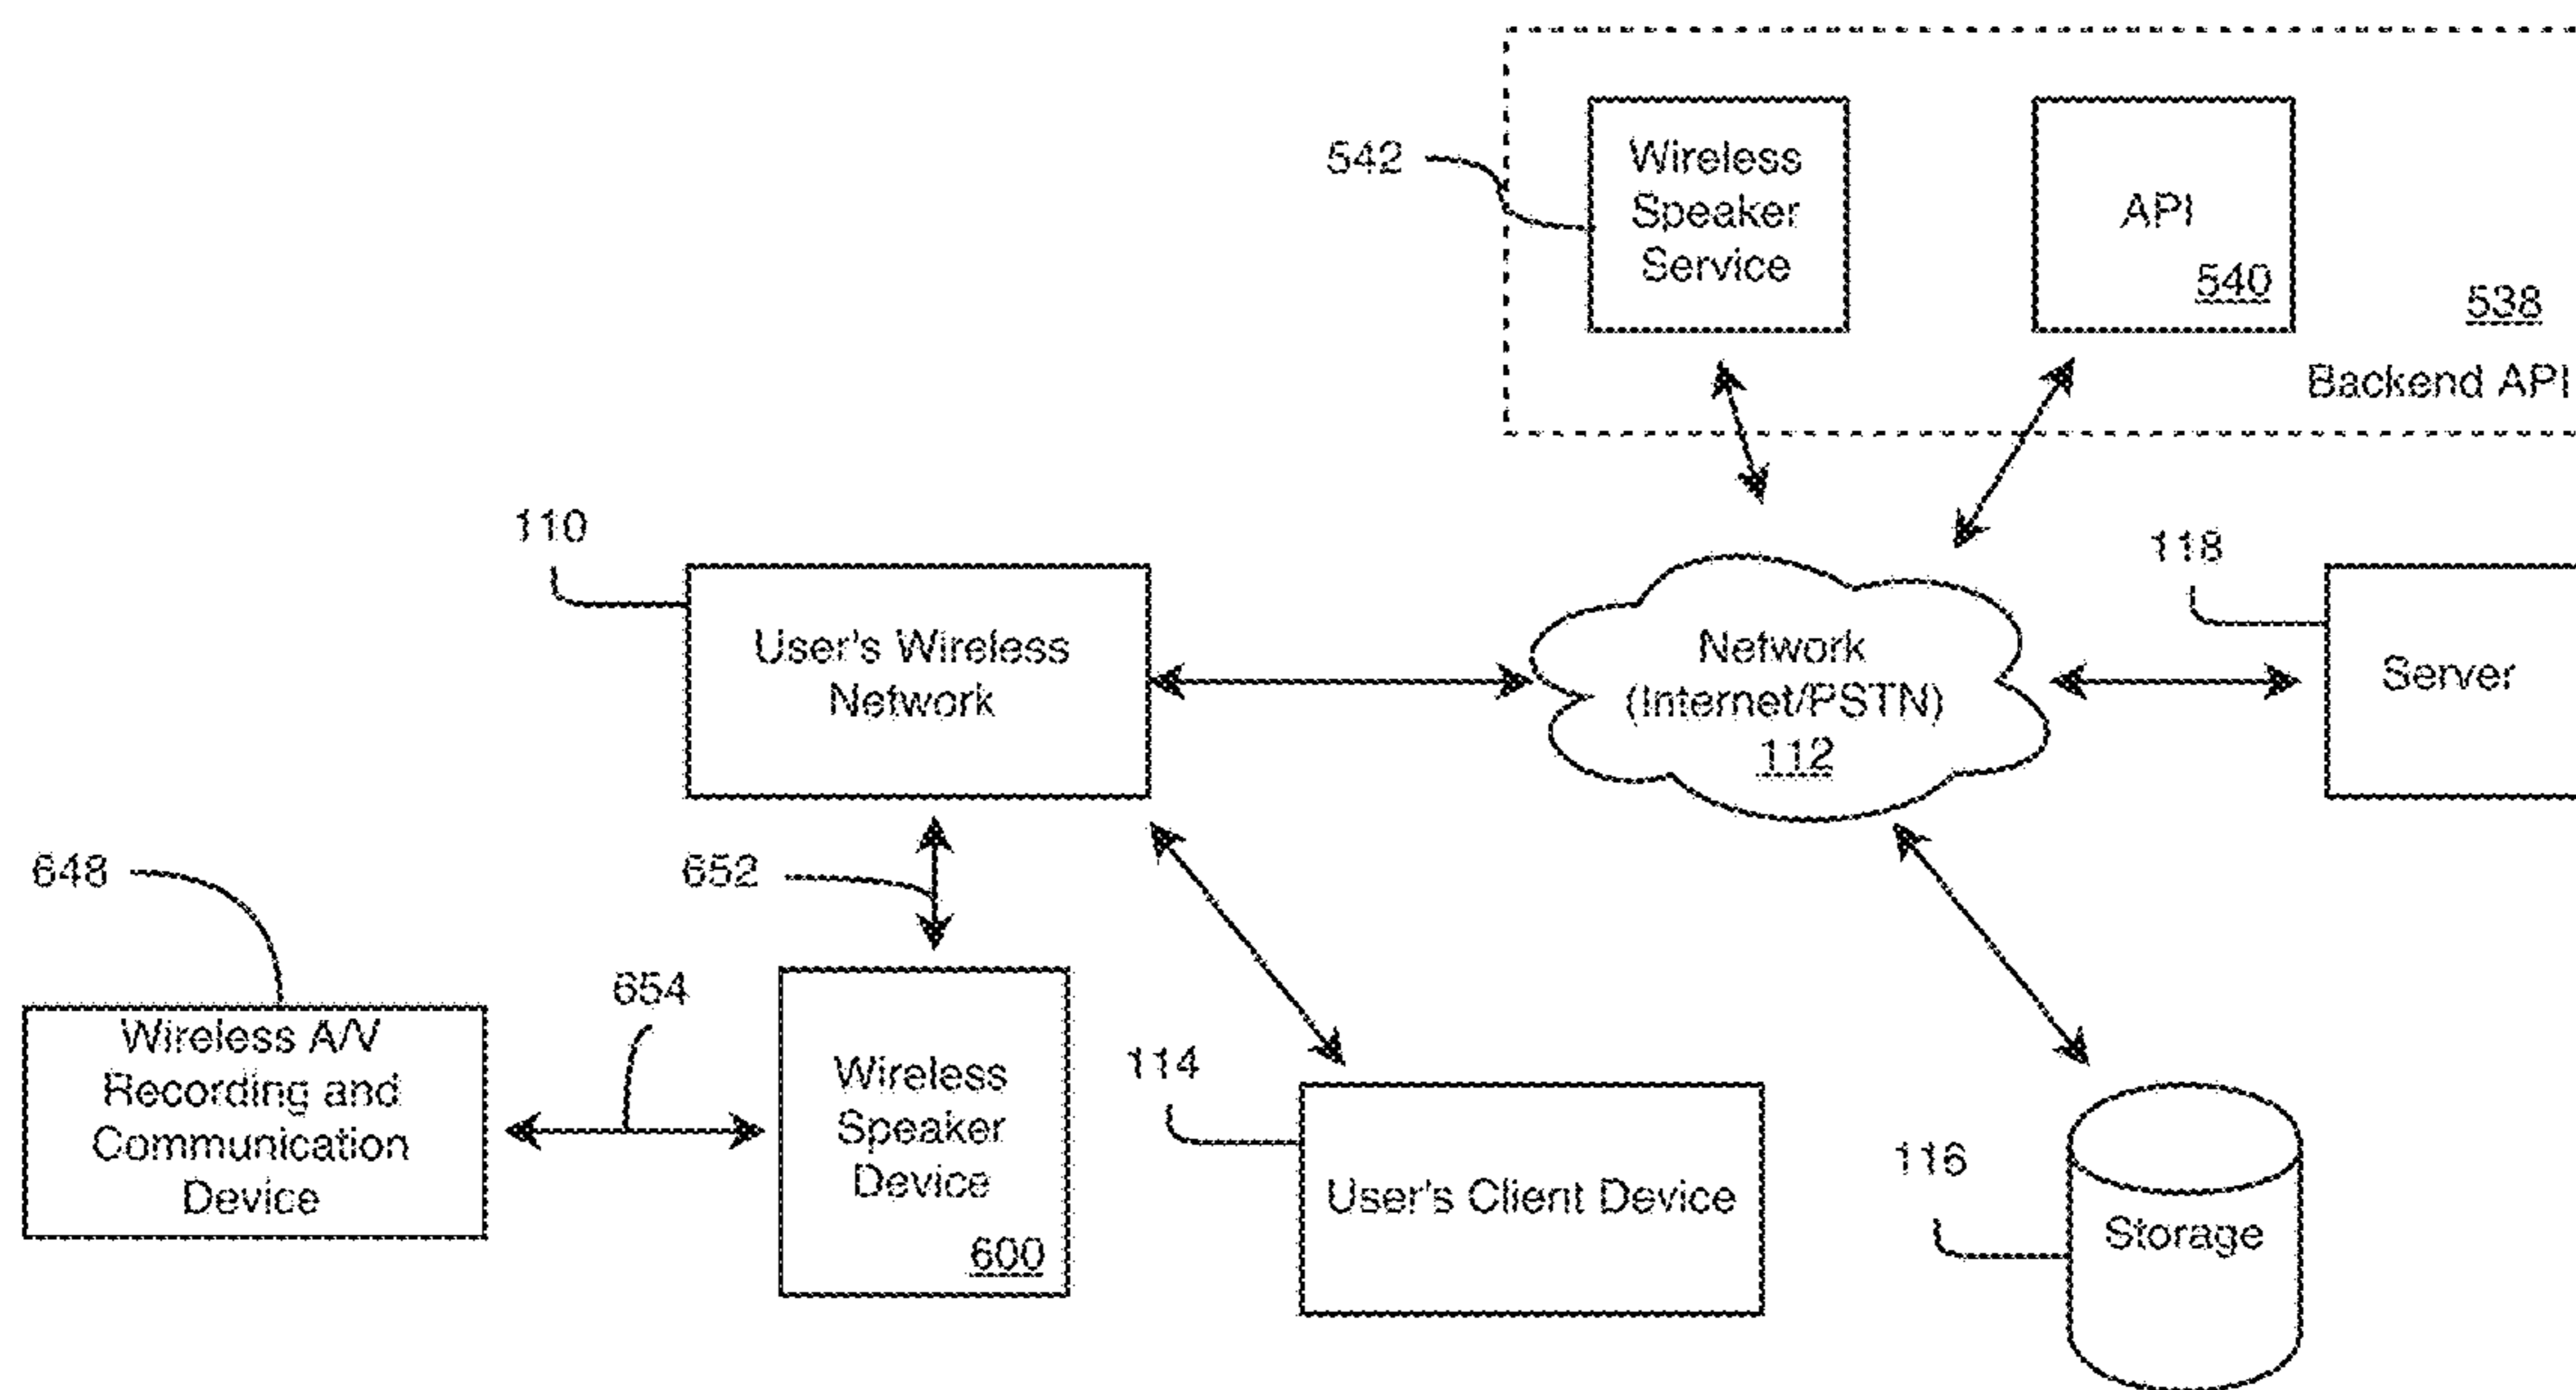 542
Wireless
Speaker
Service
API
540
538
Backend API
110
User's Wireless
Network
Network
(Internet/PSTN)
112
118
Server
648
652
654
Wireless A/V
Recording and
Communication
Device
Wireless
Speaker
Device
600
114
User's Client Device
116
Storage